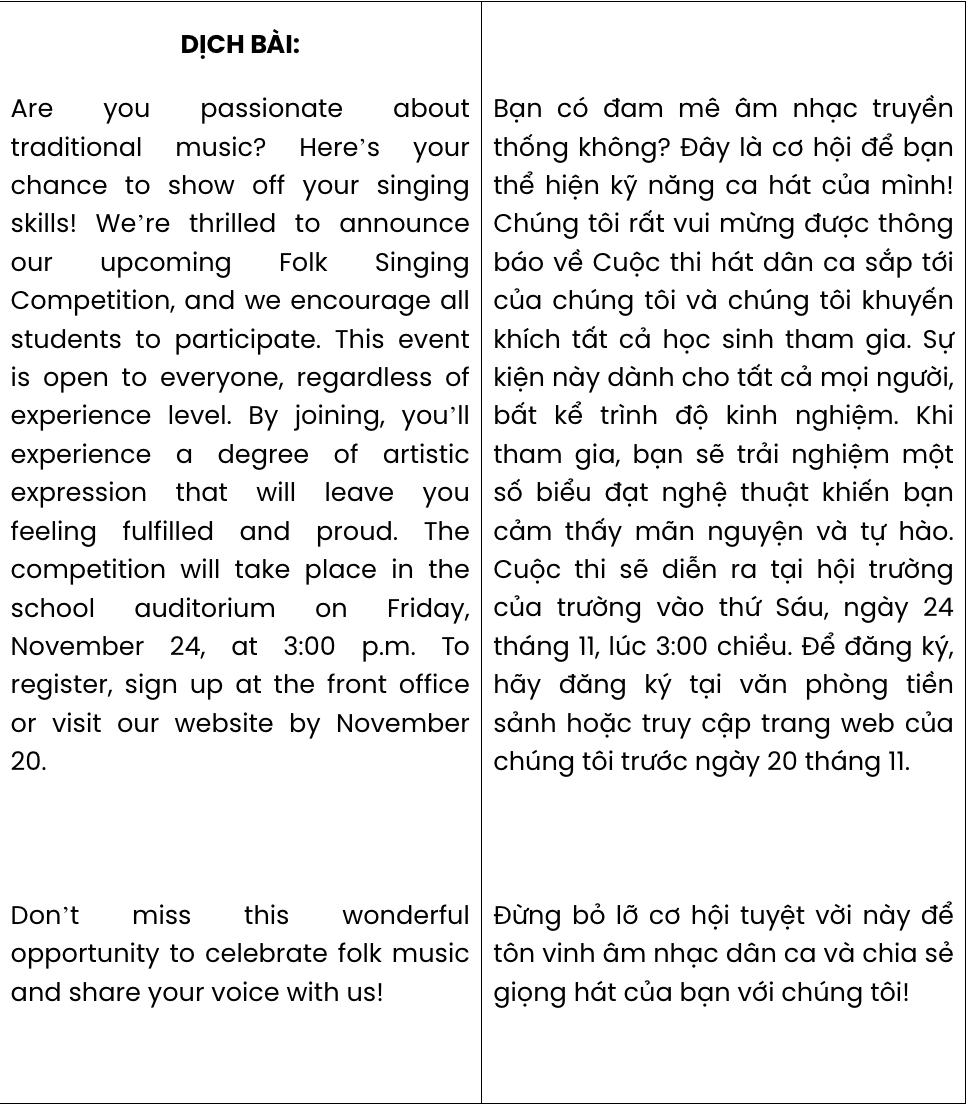 DỊCH BÀI:
Are you passionate about
traditional music? Here’s your
chance to show off your singing
skills! We’re thrilled to announce
our upcoming Folk Singing
Competition, and we encourage all
students to participate. This event
is open to everyone, regardless of
experience level. By joining, you’ll
experience a degree of artistic
expression that will leave you
feeling fulfilled and proud. The
competition will take place in the
school auditorium on Friday,
November 24, at 3:00 p.m. To
register, sign up at the front office
or visit our website by November
20.
Don’t miss this wonderful
opportunity to celebrate folk music
and share your voice with us!
Bạn có đam mê âm nhạc truyền
thống không? Đây là cơ hội để bạn
thể hiện kỹ năng ca hát của mình!
Chúng tôi rất vui mừng được thông
báo về Cuộc thi hát dân ca sắp tới
của chúng tôi và chúng tôi khuyến
khích tất cả học sinh tham gia. Sự
kiện này dành cho tất cả mọi người,
bất kể trình độ kinh nghiệm. Khi
tham gia, bạn sẽ trải nghiệm một
số biểu đạt nghệ thuật khiến bạn
cảm thấy mãn nguyện và tự hào.
Cuộc thi sẽ diễn ra tại hội trường
của trường vào thứ Sáu, ngày 24
tháng 11, lúc 3:00 chiều. Để đăng ký,
hãy đăng ký tại văn phòng tiền
sảnh hoặc truy cập trang web của
chúng tôi trước ngày 20 tháng 11.
Đừng bỏ lỡ cơ hội tuyệt vời này để
tôn vinh âm nhạc dân ca và chia sẻ
giọng hát của bạn với chúng tôi!